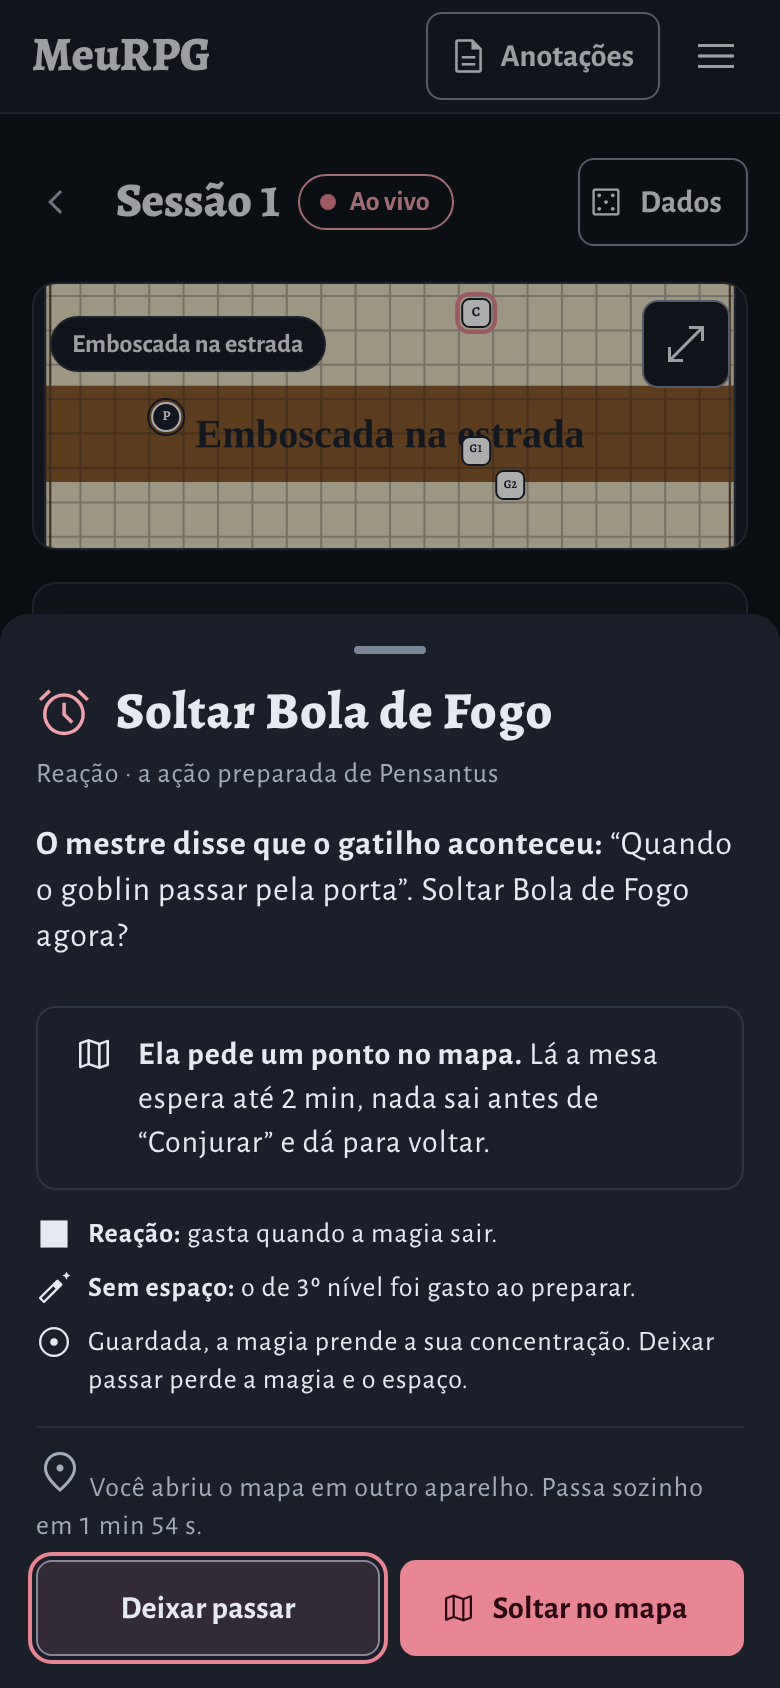 MeuRPG
Anotações
Sessão 1
Ao vivo
Dados
C
Emboscada na estrada
P
Emboscada na estrada
G1
G2
Soltar Bola de Fogo
Reação · a ação preparada de Pensantus
O mestre disse que o gatilho aconteceu: “Quando
o goblin passar pela porta”. Soltar Bola de Fogo
agora?
Ela pede um ponto no mapa. Lá a mesa
espera até 2 min, nada sai antes de
“Conjurar” e dá para voltar.
Reação: gasta quando a magia sair.
Sem espaço: o de 3º nível foi gasto ao preparar.
Guardada, a magia prende a sua concentração. Deixar
passar perde a magia e o espaço.
Você abriu o mapa em outro aparelho. Passa sozinho
em 1 min 54 s.
Deixar passar
Soltar no mapa